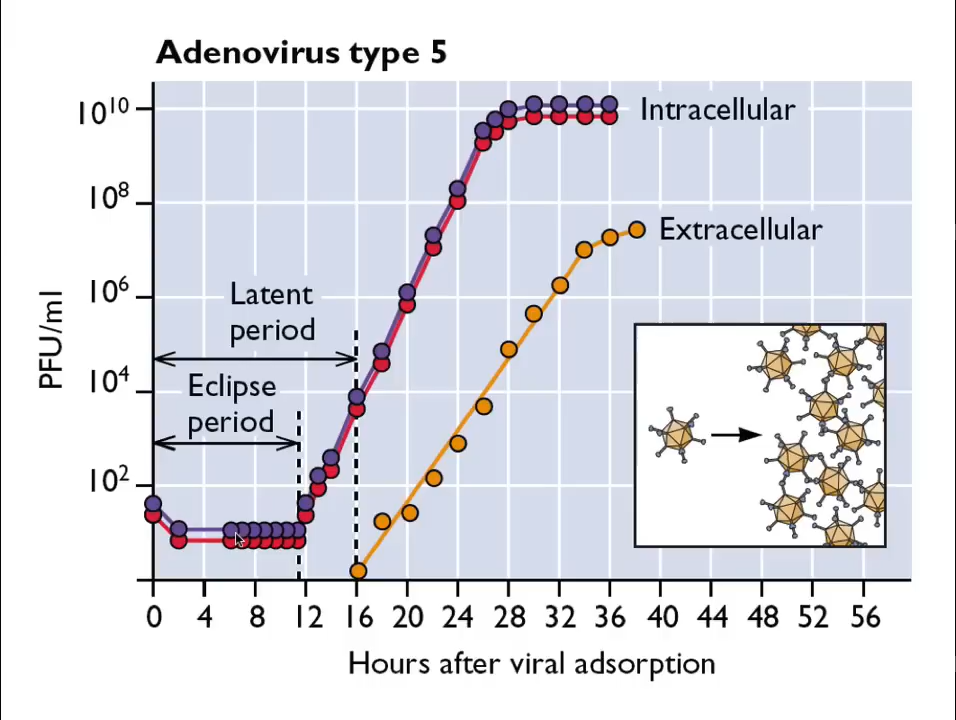 Adenovirus type 5
10¹⁰
Intracellular
10⁸
Extracellular
10⁶
Latent
period
PFU/ml
10⁴
Eclipse
period
10²
0 4 8 12 16 20 24 28 32 36 40 44 48 52 56
Hours after viral adsorption